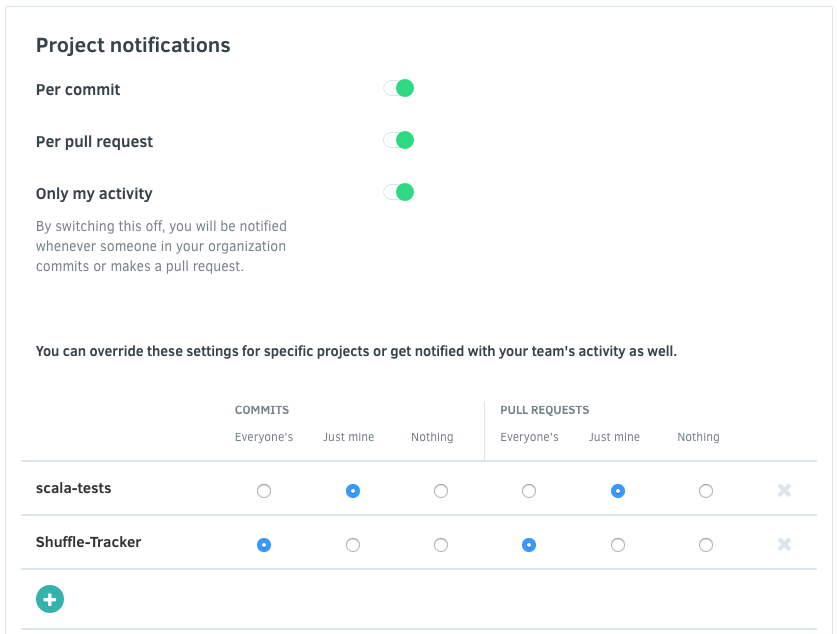 Project notifications
Per commit
Per pull request
Only my activity
By switching this off, you will be notified
whenever someone in your organization
commits or makes a pull request.
You can override these settings for specific projects or get notified with your team's activity as well.
COMMITS PULL REQUESTS
Everyone's Just mine Nothing Everyone's Just mine Nothing
scala-tests
Shuffle-Tracker